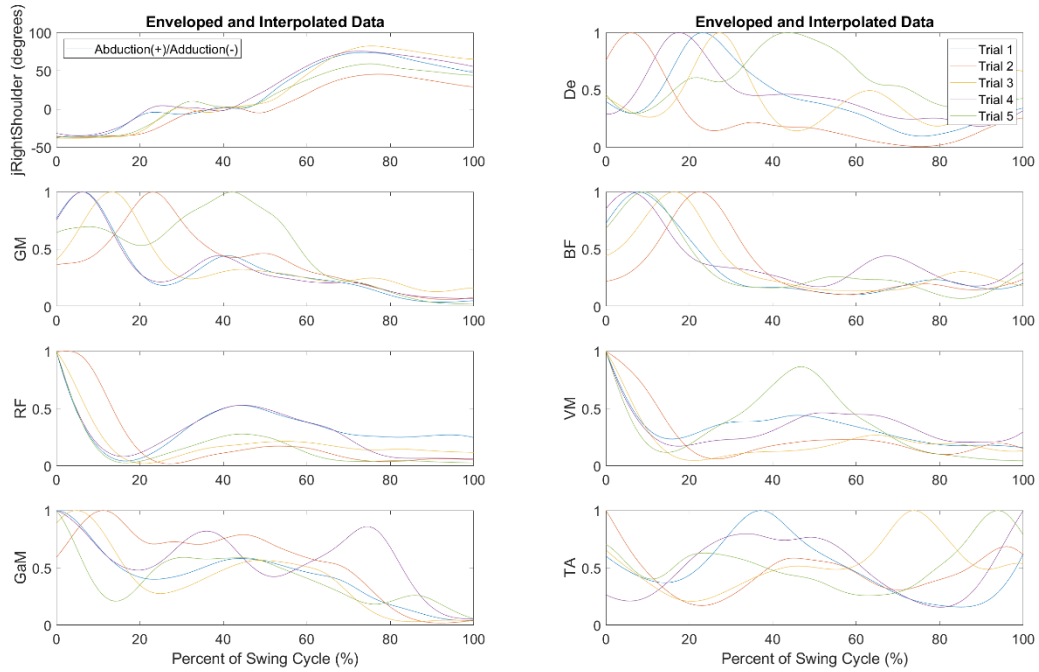 Enveloped and Interpolated Data
jRightShoulder (degrees)
100
50
0
-50
Abduction(+)/Adduction(-)
0 20 40 60 80 100
Enveloped and Interpolated Data
De
1
0.5
0
Trial 1
Trial 2
Trial 3
Trial 4
Trial 5
0 20 40 60 80 100
GM
1
0.5
0
0 20 40 60 80 100
BF
1
0.5
0
0 20 40 60 80 100
RF
1
0.5
0
0 20 40 60 80 100
VM
1
0.5
0
0 20 40 60 80 100
GaM
1
0.5
0
0 20 40 60 80 100
Percent of Swing Cycle (%)
TA
1
0.5
0
0 20 40 60 80 100
Percent of Swing Cycle (%)